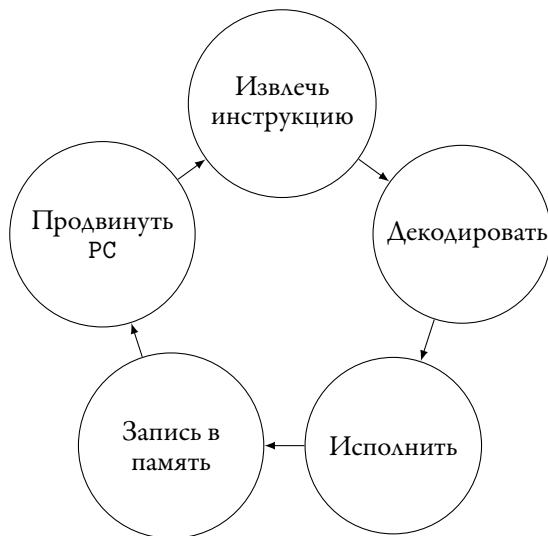 Извлечь
инструкцию
Декодировать
Исполнить
Запись в
память
Продвинуть
PC